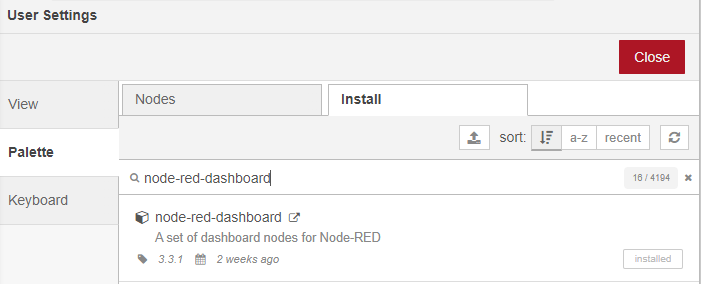 User Settings
Close
View
Palette
Keyboard
Nodes
Install
sort: a-z recent
node-red-dashboard 16 / 4194
node-red-dashboard
A set of dashboard nodes for Node-RED
3.3.1 2 weeks ago installed